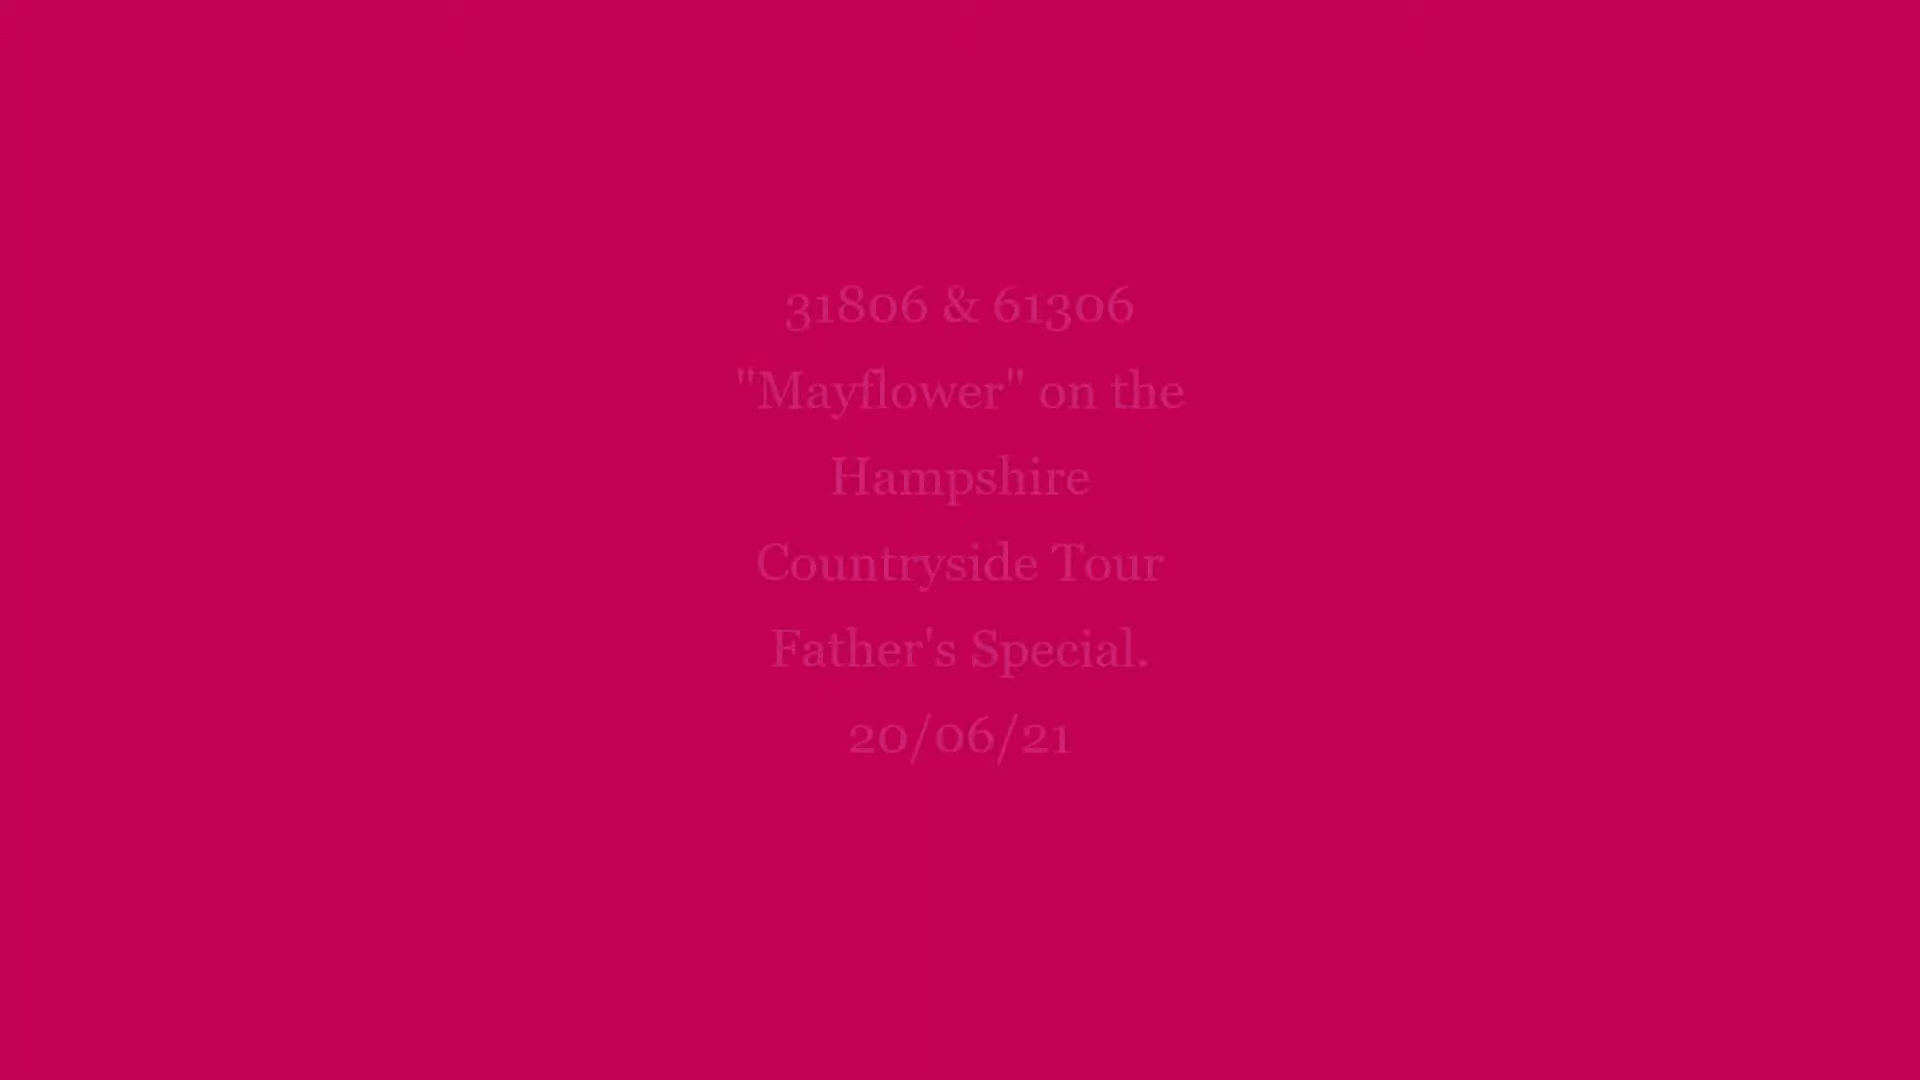 31806 & 61306
"Mayflower" on the
Hampshire
Countryside Tour
Father's Special.
20/06/21